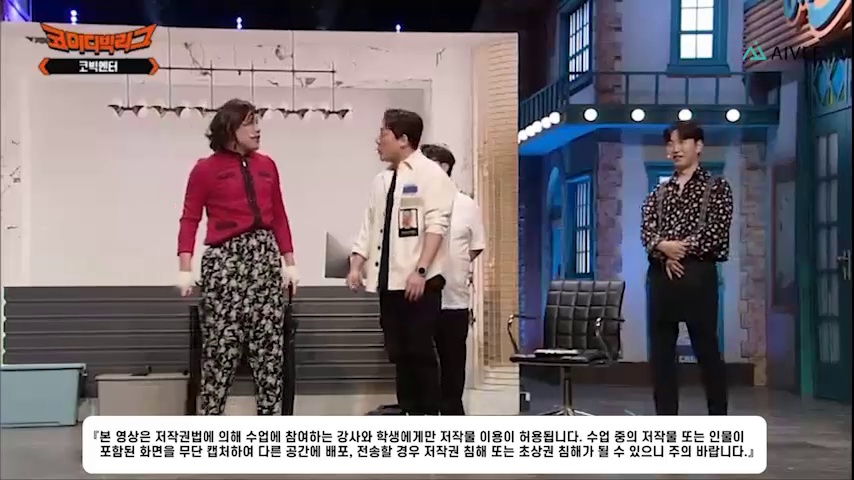 코미디빅리그
코빅엔터
AIVLE
『본 영상은 저작권법에 의해 수업에 참여하는 강사와 학생에게만 저작물 이용이 허용됩니다. 수업 중의 저작물 또는 인물이
포함된 화면을 무단 캡처하여 다른 공간에 배포, 전송할 경우 저작권 침해 또는 초상권 침해가 될 수 있으니 주의 바랍니다.』